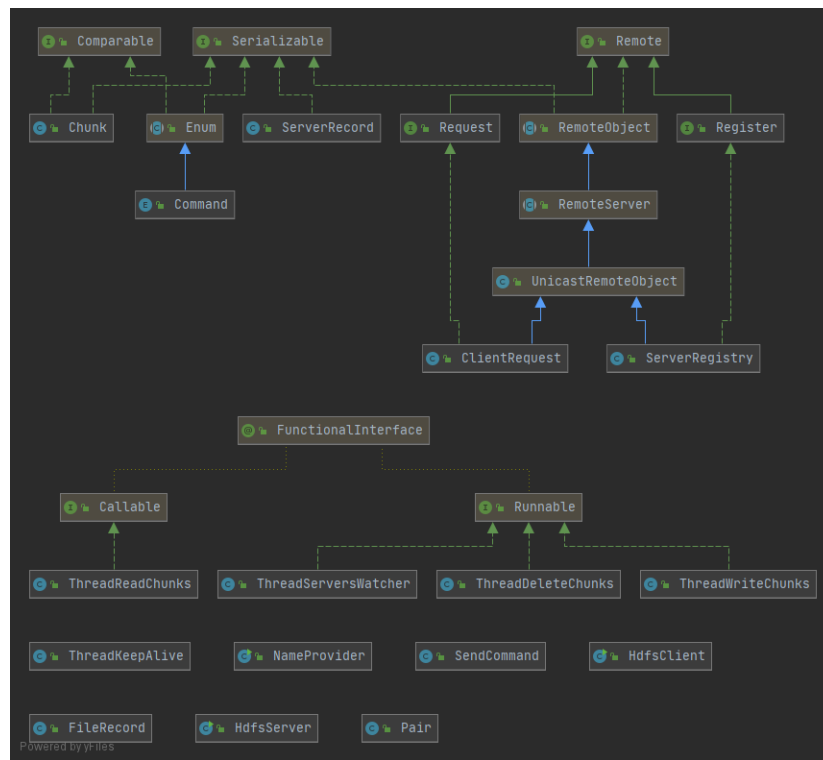 Comparable Serializable Remote
Chunk Enum ServerRecord Request RemoteObject Register
Command RemoteServer
UnicastRemoteObject
ClientRequest ServerRegistry
FunctionalInterface
Callable Runnable
ThreadReadChunks ThreadServersWatcher ThreadDeleteChunks ThreadWriteChunks
ThreadKeepAlive NameProvider SendCommand HdfsClient
FileRecord HdfsServer Pair
Powered by yFiles